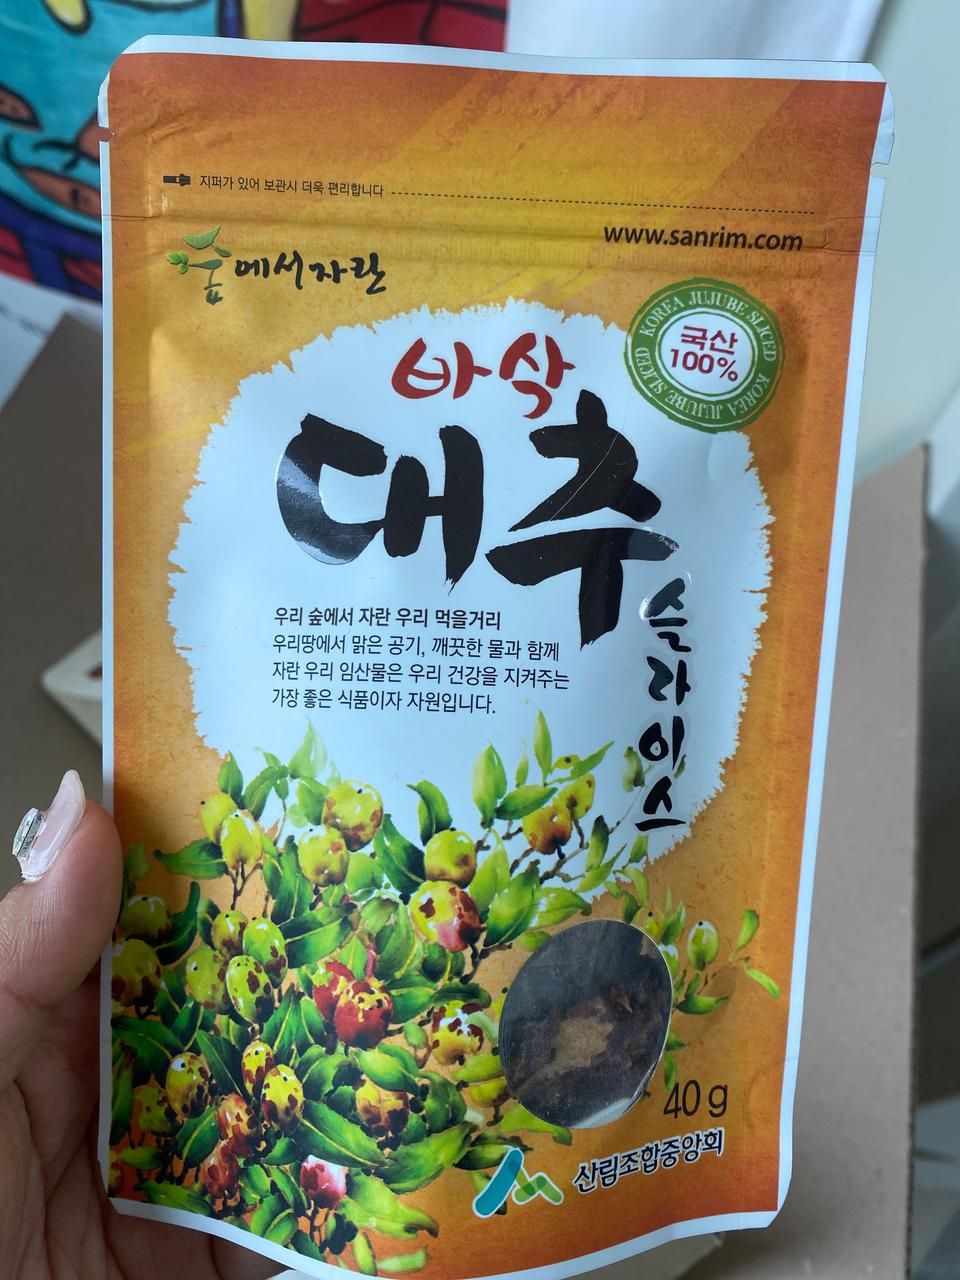 지퍼가 있어 보관시 더욱 편리합니다
www.sanrim.com
숲에서자란
KOREA JUJUBE SLICED KOREA JUJUBE SLICED
국산
100%
바삭
대추
슬라이스
우리 숲에서 자란 우리 먹을거리
우리땅에서 맑은 공기, 깨끗한 물과 함께
자란 우리 임산물은 우리 건강을 지켜주는
가장 좋은 식품이자 자원입니다.
40 g
산림조합중앙회